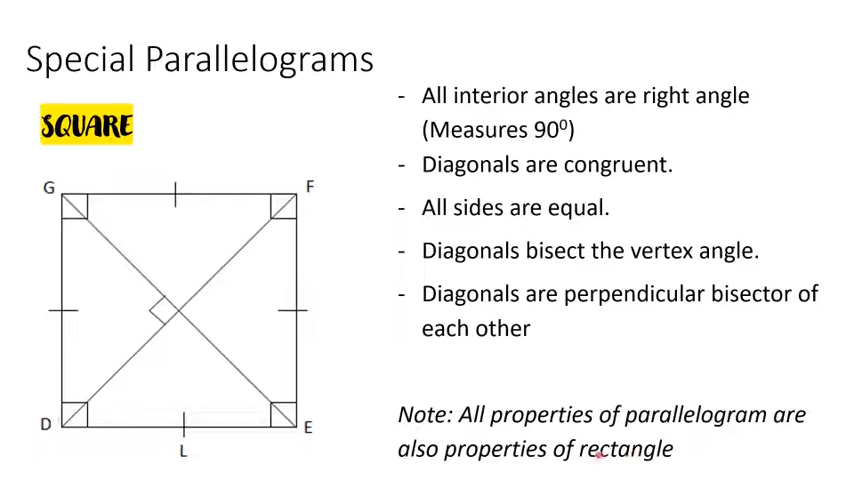 Special Parallelograms
SQUARE
- All interior angles are right angle
(Measures 90⁰)
- Diagonals are congruent.
- All sides are equal.
- Diagonals bisect the vertex angle.
- Diagonals are perpendicular bisector of
each other
G
F
D
E
L
Note: All properties of parallelogram are
also properties of rectangle